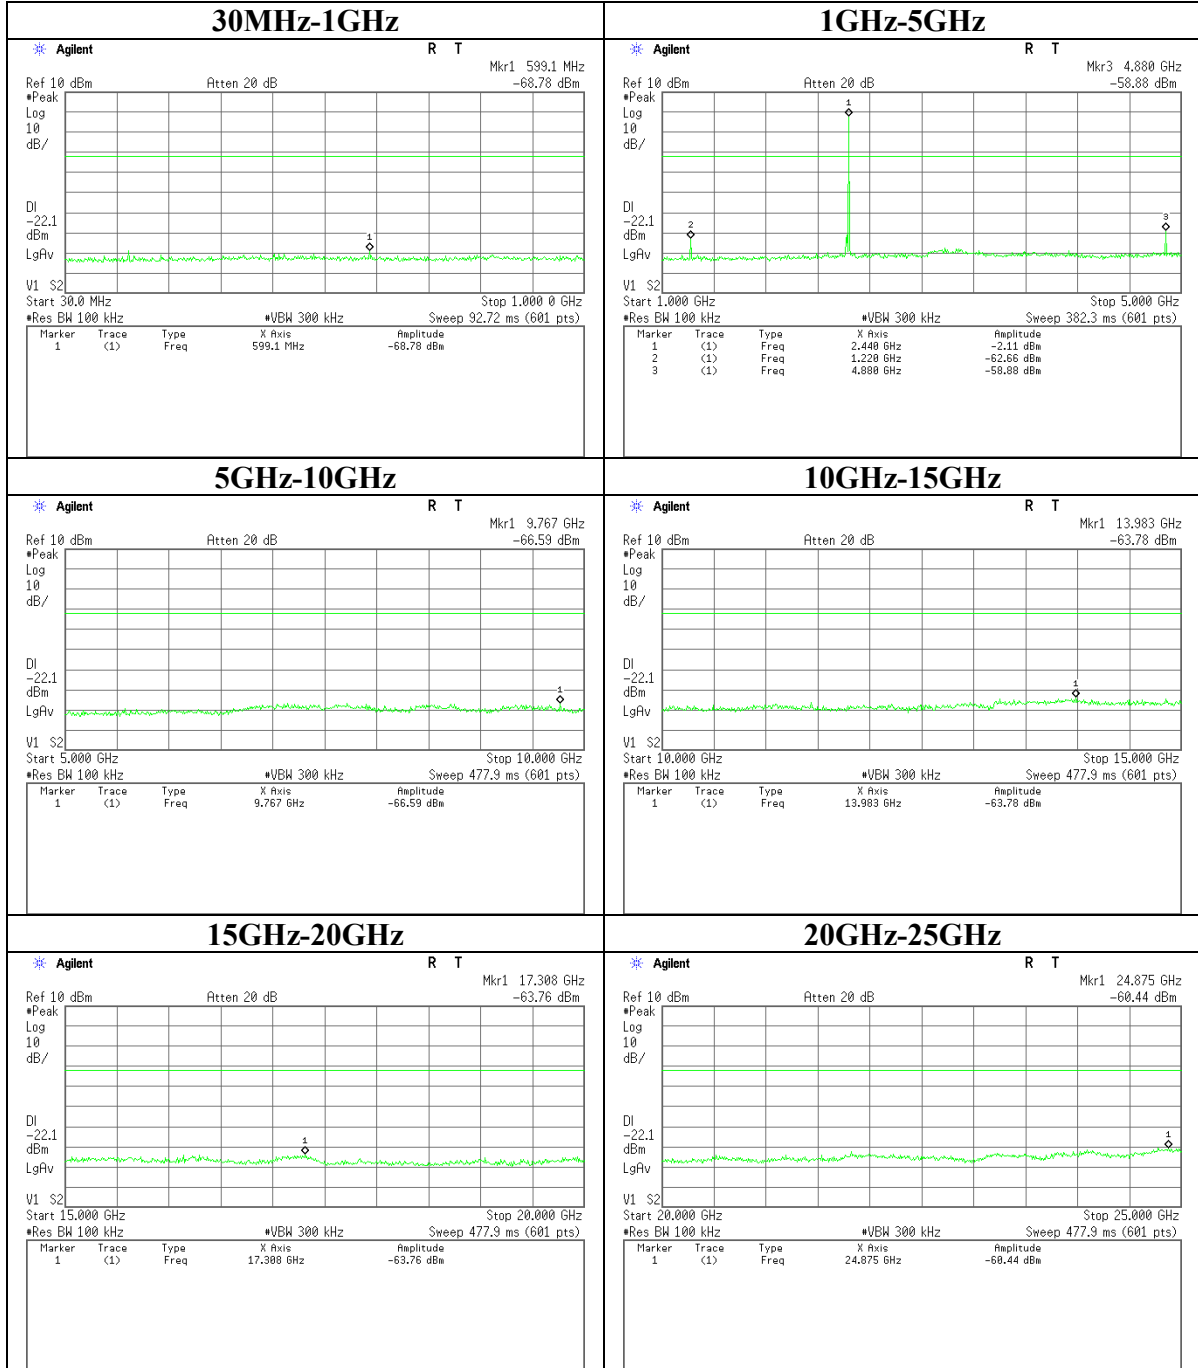 30MHz-1GHz
Agilent R T
Mkr1 599.1 MHz
Ref 10 dBm Atten 20 dB -68.78 dBm
#Peak
Log
10
dB/
1
DI
-22.1
dBm
LgAv
V1 S2
Start 30.0 MHz Stop 1.000 0 GHz
#Res BW 100 kHz #VBW 300 kHz Sweep 92.72 ms (601 pts)
Marker Trace Type X Axis Amplitude
1 (1) Freq 599.1 MHz -68.78 dBm
1GHz-5GHz
Agilent R T
Mkr3 4.880 GHz
Ref 10 dBm Atten 20 dB -58.88 dBm
#Peak
Log
10
dB/
1
2
3
DI
-22.1
dBm
LgAv
V1 S2
Start 1.000 GHz Stop 5.000 GHz
#Res BW 100 kHz #VBW 300 kHz Sweep 382.3 ms (601 pts)
Marker Trace Type X Axis Amplitude
1 (1) Freq 2.440 GHz -2.11 dBm
2 (1) Freq 1.220 GHz -62.66 dBm
3 (1) Freq 4.880 GHz -58.88 dBm
5GHz-10GHz
Agilent R T
Mkr1 9.767 GHz
Ref 10 dBm Atten 20 dB -66.59 dBm
#Peak
Log
10
dB/
1
DI
-22.1
dBm
LgAv
V1 S2
Start 5.000 GHz Stop 10.000 GHz
#Res BW 100 kHz #VBW 300 kHz Sweep 477.9 ms (601 pts)
Marker Trace Type X Axis Amplitude
1 (1) Freq 9.767 GHz -66.59 dBm
10GHz-15GHz
Agilent R T
Mkr1 13.983 GHz
Ref 10 dBm Atten 20 dB -63.78 dBm
#Peak
Log
10
dB/
1
DI
-22.1
dBm
LgAv
V1 S2
Start 10.000 GHz Stop 15.000 GHz
#Res BW 100 kHz #VBW 300 kHz Sweep 477.9 ms (601 pts)
Marker Trace Type X Axis Amplitude
1 (1) Freq 13.983 GHz -63.78 dBm
15GHz-20GHz
Agilent R T
Mkr1 17.308 GHz
Ref 10 dBm Atten 20 dB -63.76 dBm
#Peak
Log
10
dB/
1
DI
-22.1
dBm
LgAv
V1 S2
Start 15.000 GHz Stop 20.000 GHz
#Res BW 100 kHz #VBW 300 kHz Sweep 477.9 ms (601 pts)
Marker Trace Type X Axis Amplitude
1 (1) Freq 17.308 GHz -63.76 dBm
20GHz-25GHz
Agilent R T
Mkr1 24.875 GHz
Ref 10 dBm Atten 20 dB -60.44 dBm
#Peak
Log
10
dB/
1
DI
-22.1
dBm
LgAv
V1 S2
Start 20.000 GHz Stop 25.000 GHz
#Res BW 100 kHz #VBW 300 kHz Sweep 477.9 ms (601 pts)
Marker Trace Type X Axis Amplitude
1 (1) Freq 24.875 GHz -60.44 dBm